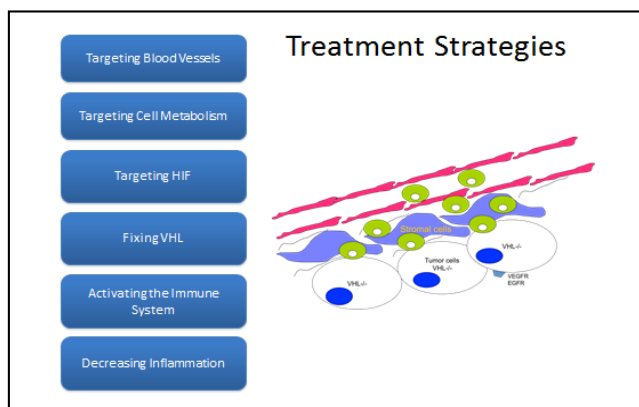 Treatment Strategies
Targeting Blood Vessels
Targeting Cell Metabolism
Targeting HIF
Fixing VHL
Activating the Immune
System
Decreasing Inflammation
Stromal cells
VHL-/-
Tumor cells
VHL-/-
VHL-/-
VEGFR
EGFR